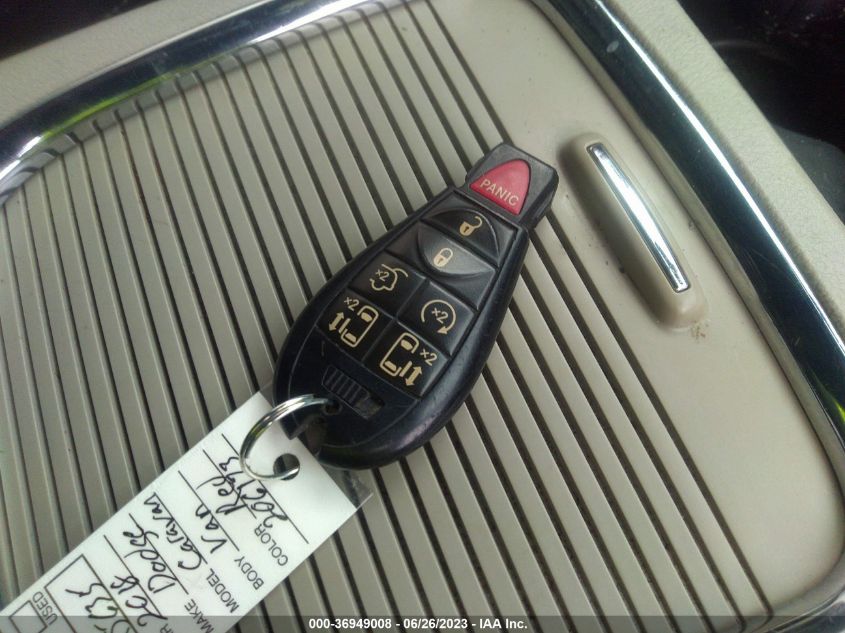 PANIC
x2
x2
x2
x2
USED
2018
MAKE Dodge
MODEL Caravan
BODY Van
COLOR Red
000-36949008 - 06/26/2023 - IAA Inc.